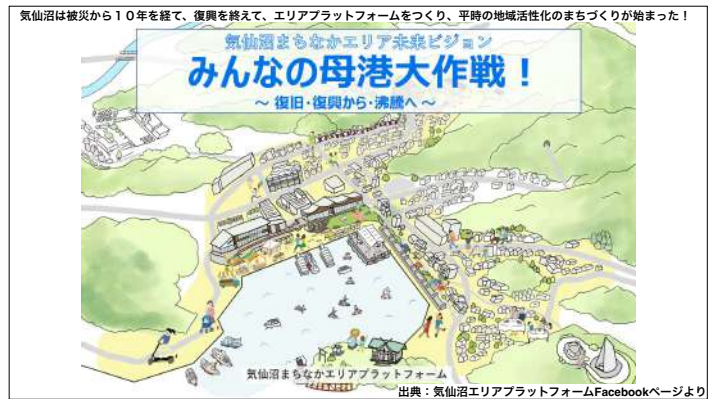 気仙沼は被災から１０年を経て、復興を終えて、エリアプラットフォームをつくり、平時の地域活性化のまちづくりが始まった！
気仙沼まちなかエリア未来ビジョン
みんなの母港大作戦！
～ 復旧・復興から・沸騰へ ～
気仙沼まちなかエリアプラットフォーム
出典：気仙沼エリアプラットフォームFacebookページより